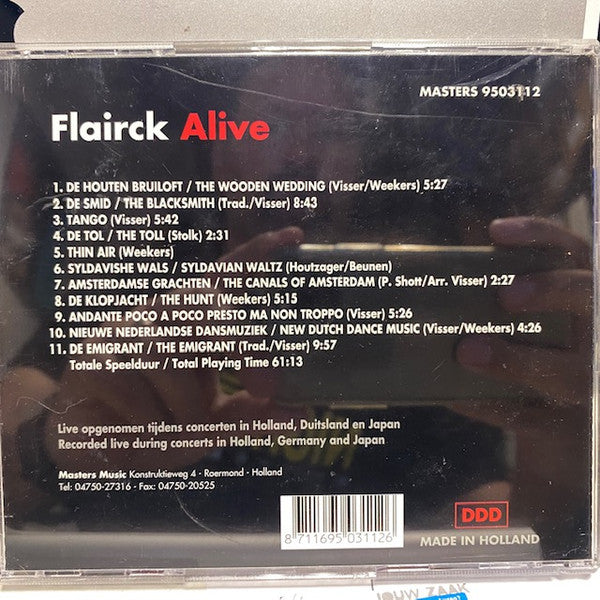 MASTERS 9503112
Flairck Alive
1. DE HOUTEN BRUILOFT / THE WOODEN WEDDING (Visser/Weekers) 5:27
2. DE SMID / THE BLACKSMITH (Trad./Visser) 8:43
3. TANGO (Visser) 5:42
4. DE TOL / THE TOLL (Stolk) 2:31
5. THIN AIR (Weekers)
6. SYLDAVISHE WALS / SYLDAVIAN WALTZ (Houtzager/Beunen)
7. AMSTERDAMSE GRACHTEN / THE CANALS OF AMSTERDAM (P. Shott/Arr. Visser) 2:27
8. DE KLOPJACHT / THE HUNT (Weekers) 5:15
9. ANDANTE POCO A POCO PRESTO MA NON TROPPO (Visser) 5:26
10. NIEUWE NEDERLANDSE DANSMUZIEK / NEW DUTCH DANCE MUSIC (Visser/Weekers) 4:26
11. DE EMIGRANT / THE EMIGRANT (Trad./Visser) 9:57
Totale Speelduur / Total Playing Time 61:13
Live opgenomen tijdens concerten in Holland, Duitsland en Japan
Recorded live during concerts in Holland, Germany and Japan
Masters Music Konstruktieweg 4 - Roermond - Holland
Tel: 04750-27316 - Fax: 04750-20525
8 711695 031126
DDD
MADE IN HOLLAND
JOUW ZAAK